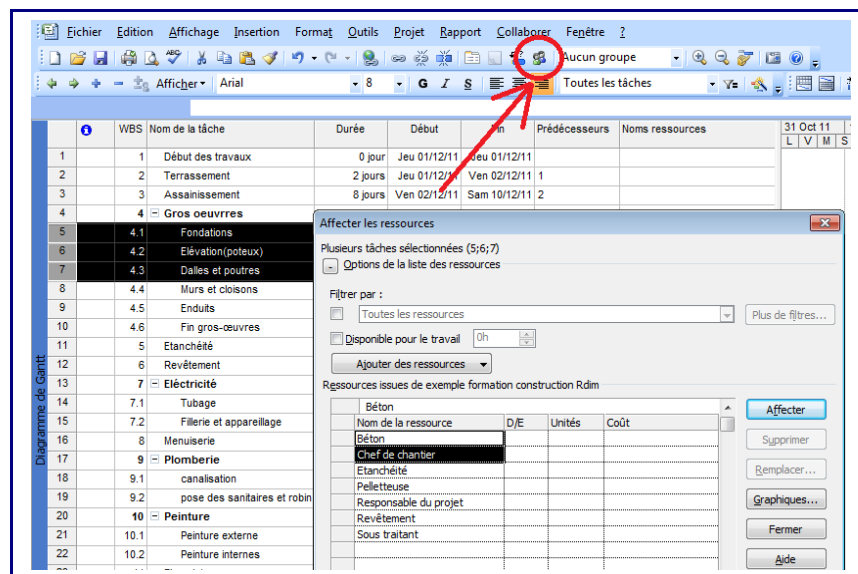 Fichier Edition Affichage Insertion Format Outils Projet Rapport Collaborer Fenêtre ?
Aucun groupe
Afficher Arial 8 G I S Toutes les tâches
WBS Nom de la tâche Durée Début Fin Prédécesseurs Noms ressources 31 Oct 11
L V M S
1 1 Début des travaux 0 jour Jeu 01/12/11 Jeu 01/12/11
2 2 Terrassement 2 jours Jeu 01/12/11 Ven 02/12/11 1
3 3 Assainissement 8 jours Ven 02/12/11 Sam 10/12/11 2
4 4 Gros oeuvrres
5 4.1 Fondations
6 4.2 Elévation(poteux)
7 4.3 Dalles et poutres
8 4.4 Murs et cloisons
9 4.5 Enduits
10 4.6 Fin gros-œuvres
11 5 Etanchéité
12 6 Revêtement
13 7 Eléctricité
14 7.1 Tubage
15 7.2 Fillerie et appareillage
16 8 Menuiserie
17 9 Plomberie
18 9.1 canalisation
19 9.2 pose des sanitaires et robin
20 10 Peinture
21 10.1 Peinture externe
22 10.2 Peinture internes
Diagramme de Gantt
Affecter les ressources
Plusieurs tâches sélectionnées (5;6;7)
- Options de la liste des ressources
Filtrer par :
Toutes les ressources Plus de filtres...
Disponible pour le travail 0h
Ajouter des ressources
Ressources issues de exemple formation construction Rdim
Béton
Nom de la ressource D/E Unités Coût
Béton
Chef de chantier
Etanchéité
Pelletteuse
Responsable du projet
Revêtement
Sous traitant
Affecter
Supprimer
Remplacer...
Graphiques...
Fermer
Aide